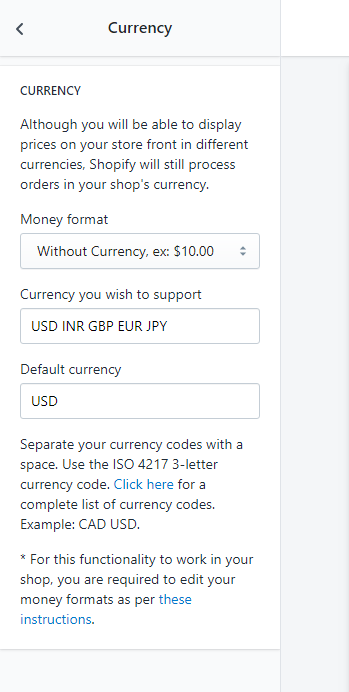 Currency
CURRENCY
Although you will be able to display
prices on your store front in different
currencies, Shopify will still process
orders in your shop's currency.
Money format
Without Currency, ex: $10.00
Currency you wish to support
USD INR GBP EUR JPY
Default currency
USD
Separate your currency codes with a
space. Use the ISO 4217 3-letter
currency code. Click here for a
complete list of currency codes.
Example: CAD USD.
* For this functionality to work in your
shop, you are required to edit your
money formats as per these
instructions.